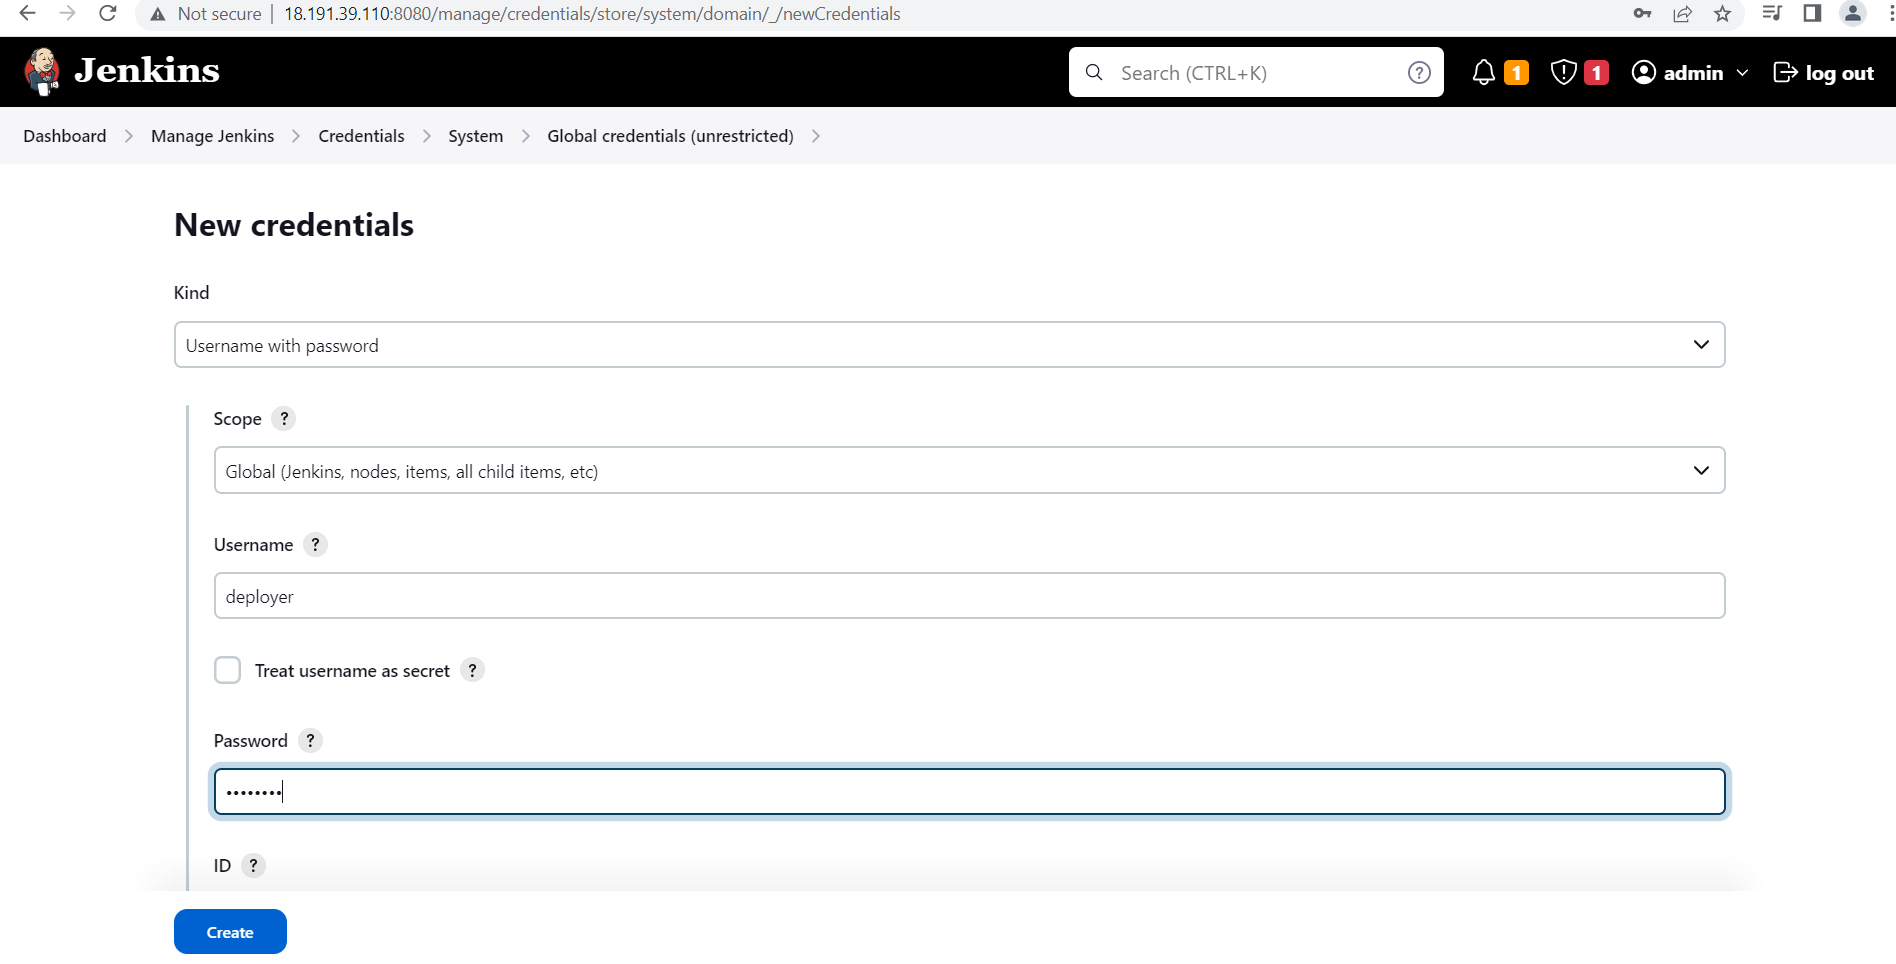 Not secure | 18.191.39.110:8080/manage/credentials/store/system/domain/_/newCredentials
Jenkins Search (CTRL+K) ? 1 1 admin log out
Dashboard Manage Jenkins Credentials System Global credentials (unrestricted)
New credentials
Kind
Username with password
Scope ?
Global (Jenkins, nodes, items, all child items, etc)
Username ?
deployer
Treat username as secret ?
Password ?
••••••••
ID ?
Create